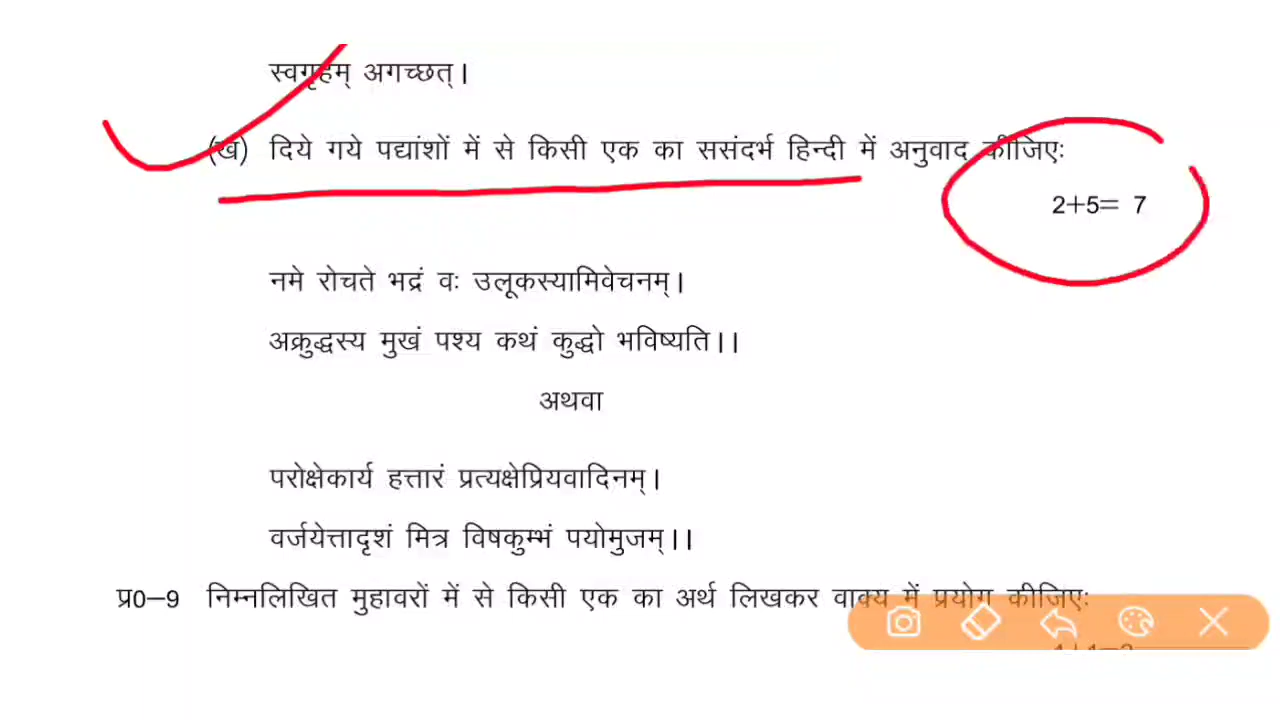 स्वगृहम् अगच्छत्।
(ख) दिये गये पद्यांशों में से किसी एक का ससंदर्भ हिन्दी में अनुवाद कीजिएः
2+5= 7
नमे रोचते भद्रं वः उलूकस्यामिवेचनम्।
अक्रुद्धस्य मुखं पश्य कथं कुद्धो भविष्यति।।
अथवा
परोक्षेकार्य हत्तारं प्रत्यक्षेप्रियवादिनम्।
वर्जयेत्तादृशं मित्र विषकुम्भं पयोमुजम्।।
प्र0–9 निम्नलिखित मुहावरों में से किसी एक का अर्थ लिखकर वाक्य में प्रयोग कीजिएः